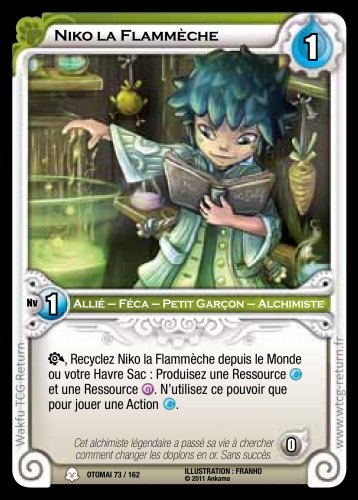 Niko la Flammèche
1
Nv 1 Allié – Féca – Petit Garçon – Alchimiste
, Recyclez Niko la Flammèche depuis le Monde
ou votre Havre Sac : Produisez une Ressource
et une Ressource . N'utilisez ce pouvoir que
pour jouer une Action .
Cet alchimiste légendaire a passé sa vie à chercher
comment changer les doplons en or. Sans succès.
0
OTOMAI 73 / 162
ILLUSTRATION : FRANHO
© 2011 Ankama
Wakfu TCG Return
www.wtcg-return.fr